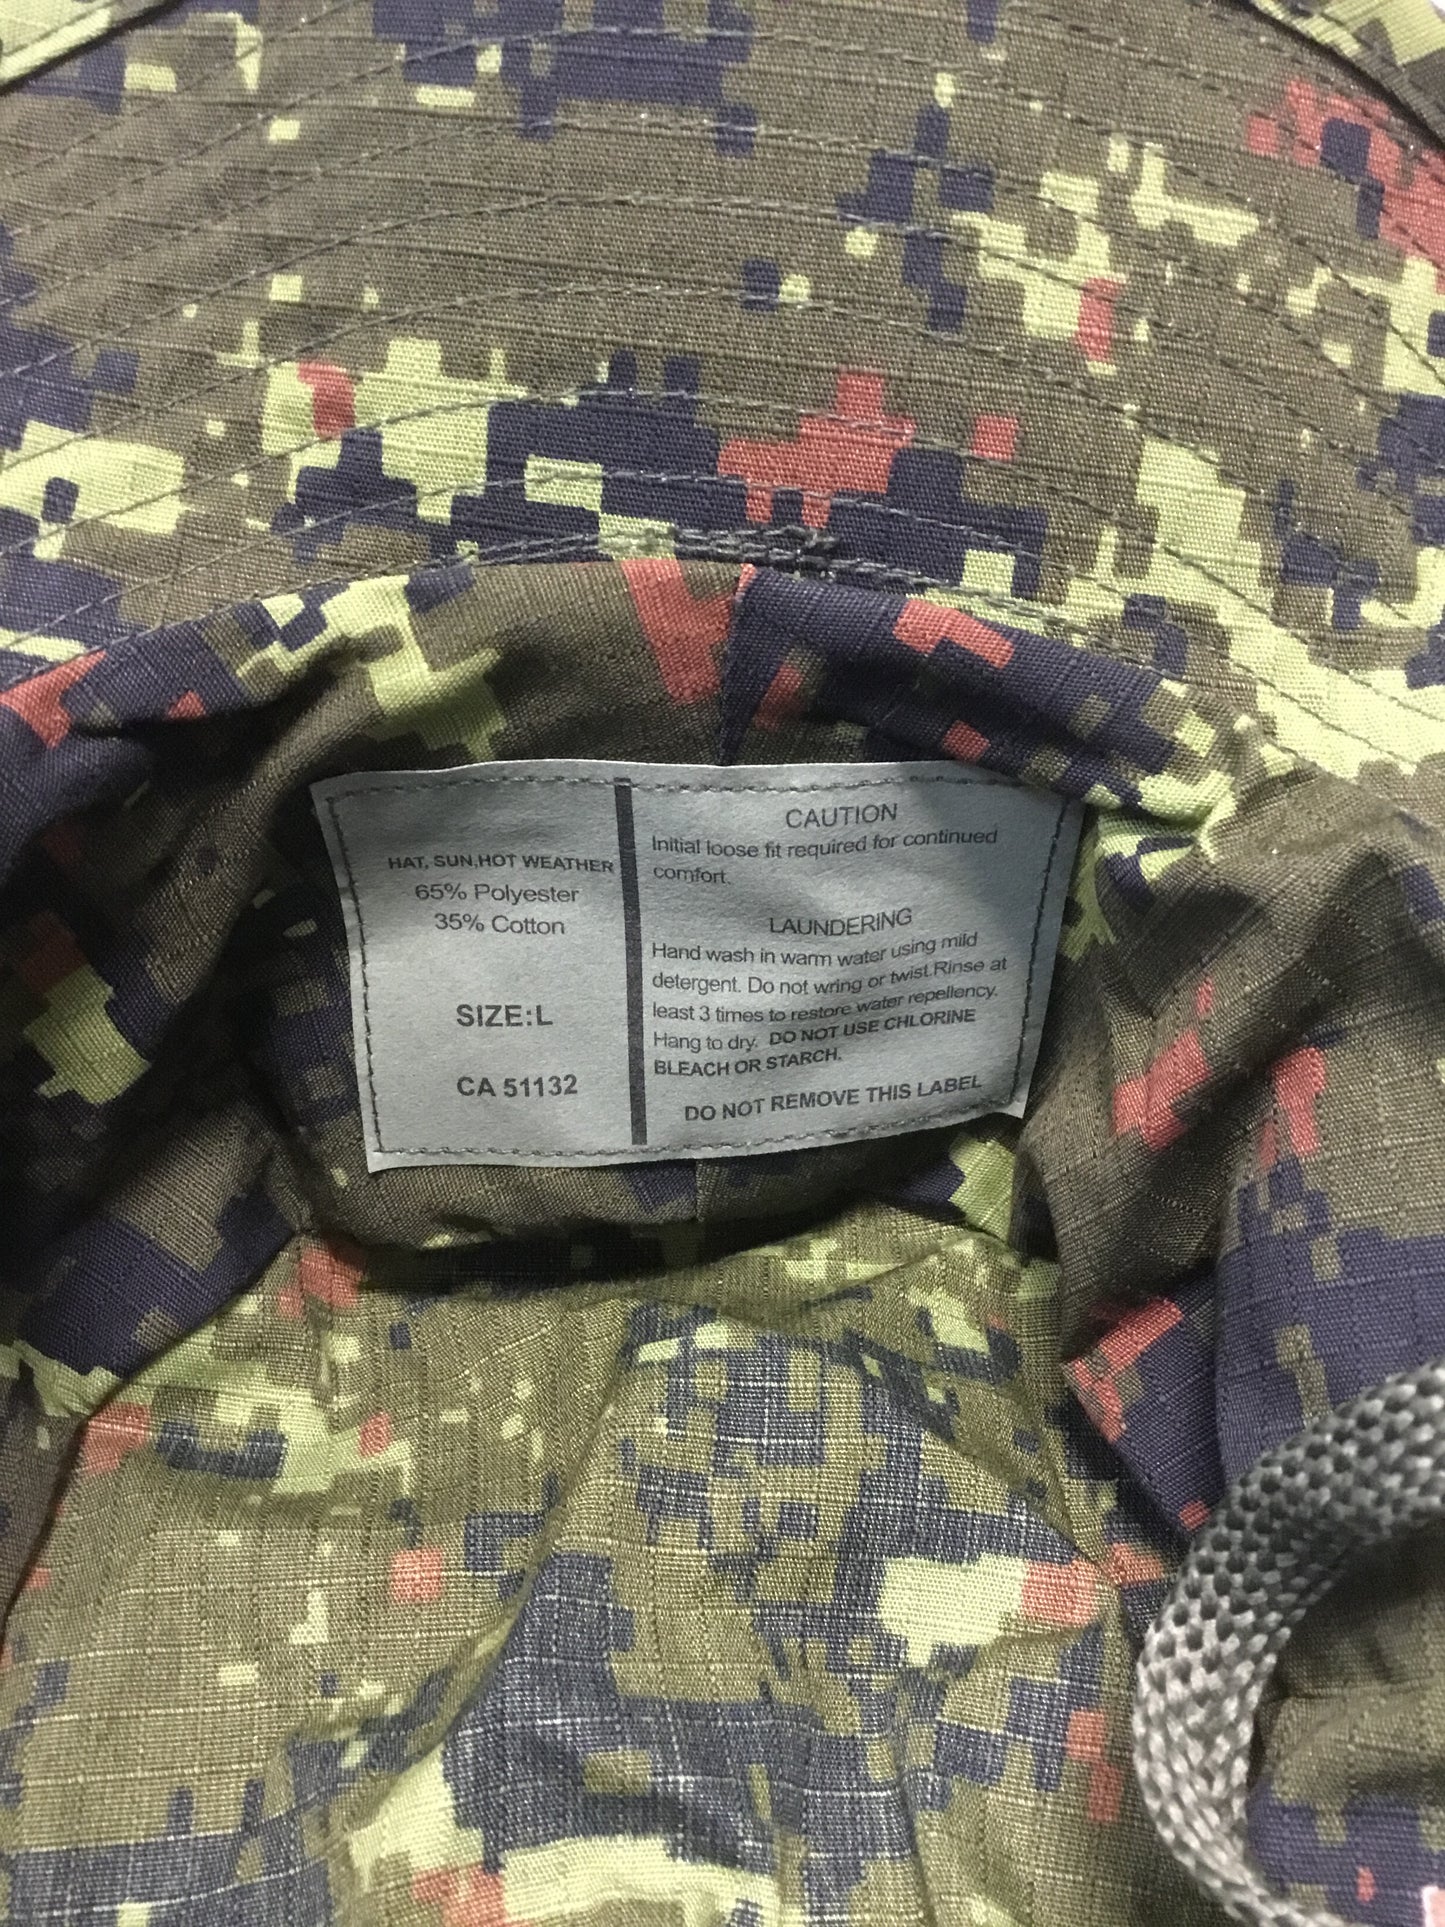 HAT, SUN,HOT WEATHER
65% Polyester
35% Cotton
SIZE:L
CA 51132
CAUTION
Initial loose fit required for continued
comfort.
LAUNDERING
Hand wash in warm water using mild
detergent. Do not wring or twist.Rinse at
least 3 times to restore water repellency.
Hang to dry. DO NOT USE CHLORINE
BLEACH OR STARCH.
DO NOT REMOVE THIS LABEL